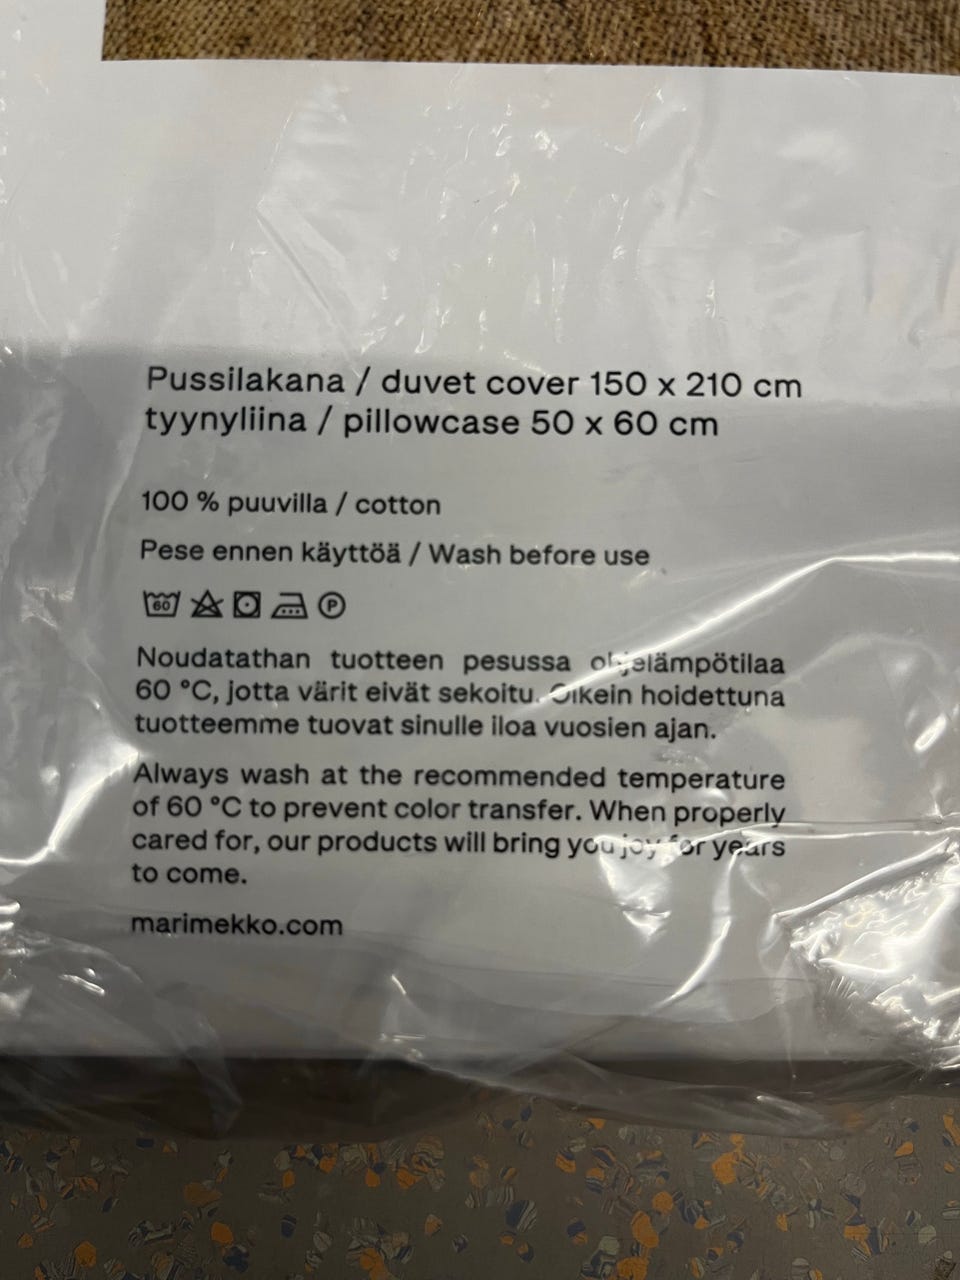 Pussilakana / duvet cover 150 x 210 cm
tyynyliina / pillowcase 50 x 60 cm
100 % puuvilla / cotton
Pese ennen käyttöä / Wash before use
60 P
Noudatathan tuotteen pesussa ohjelämpötilaa
60 °C, jotta värit eivät sekoitu. Oikein hoidettuna
tuotteemme tuovat sinulle iloa vuosien ajan.
Always wash at the recommended temperature
of 60 °C to prevent color transfer. When properly
cared for, our products will bring you joy for years
to come.
marimekko.com